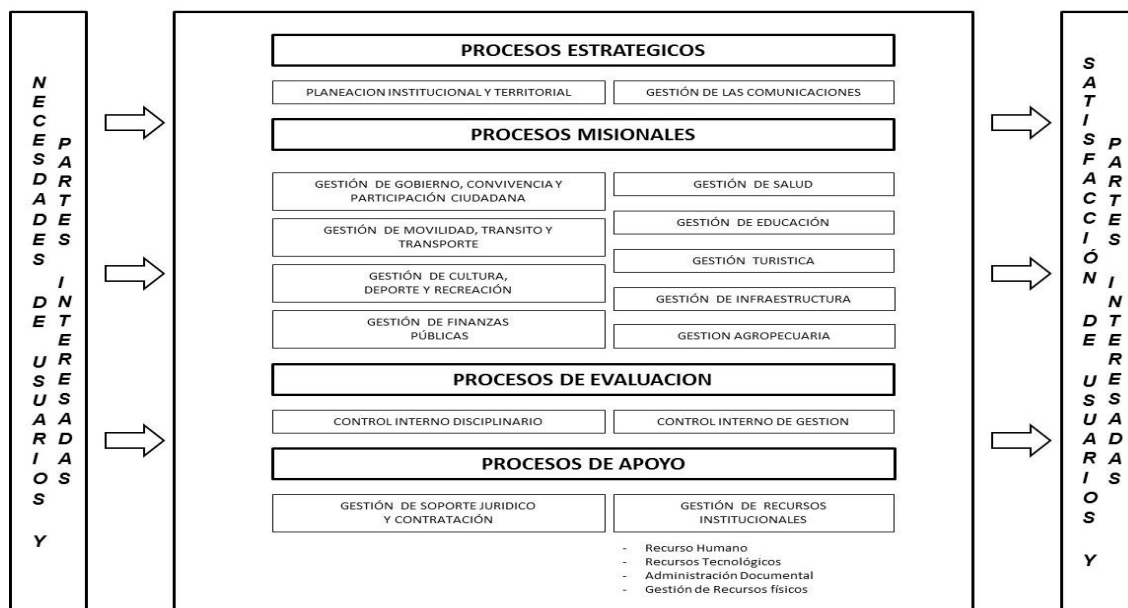 NECESDADES DE USUARIOS Y
PARTES INTERESADAS
PROCESOS ESTRATEGICOS
PLANEACION INSTITUCIONAL Y TERRITORIAL
GESTIÓN DE LAS COMUNICACIONES
PROCESOS MISIONALES
GESTIÓN DE GOBIERNO, CONVIVENCIA Y
PARTICIPACIÓN CIUDADANA
GESTIÓN DE MOVILIDAD, TRANSITO Y
TRANSPORTE
GESTIÓN DE CULTURA,
DEPORTE Y RECREACIÓN
GESTIÓN DE FINANZAS
PÚBLICAS
GESTIÓN DE SALUD
GESTIÓN DE EDUCACIÓN
GESTIÓN TURISTICA
GESTIÓN DE INFRAESTRUCTURA
GESTION AGROPECUARIA
PROCESOS DE EVALUACION
CONTROL INTERNO DISCIPLINARIO
CONTROL INTERNO DE GESTION
PROCESOS DE APOYO
GESTIÓN DE SOPORTE JURIDICO
Y CONTRATACIÓN
GESTIÓN DE RECURSOS
INSTITUCIONALES
- Recurso Humano
- Recursos Tecnológicos
- Administración Documental
- Gestión de Recursos físicos
SATISFACCIÓN DE USUARIOS Y
PARTES INTERESADAS